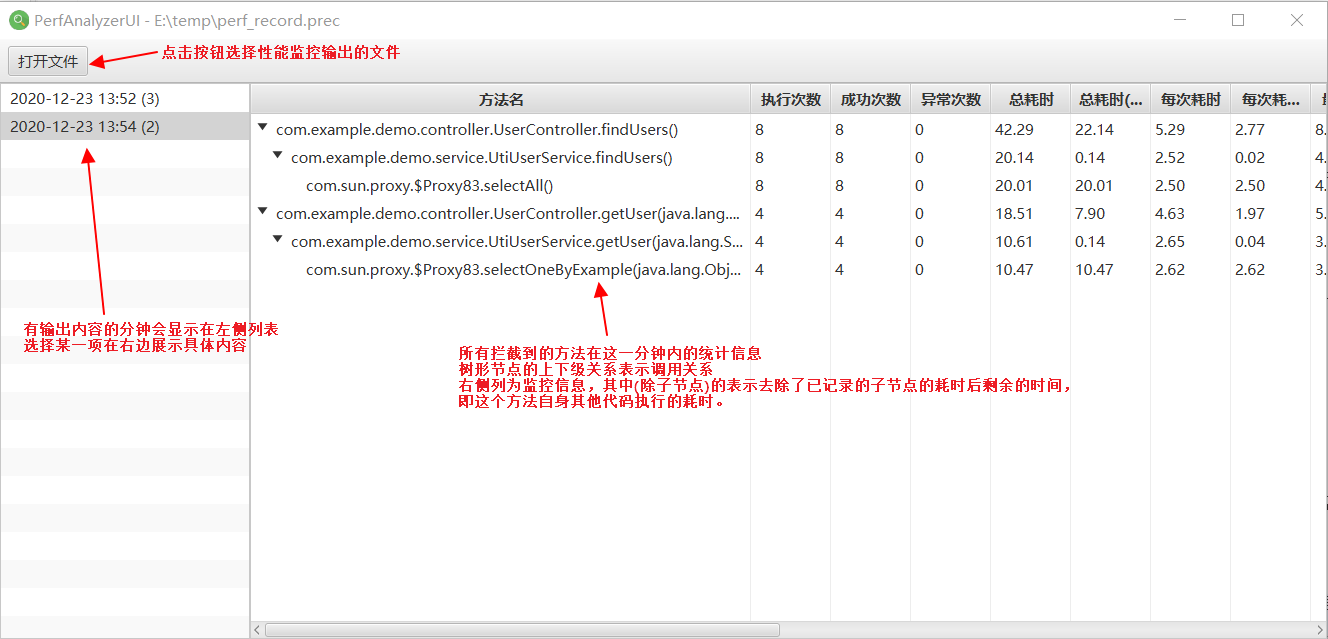 PerfAnalyzerUI - E:\temp\perf_record.prec
打开文件
点击按钮选择性能监控输出的文件
2020-12-23 13:52 (3)
2020-12-23 13:54 (2)
方法名 执行次数 成功次数 异常次数 总耗时 总耗时(... 每次耗时 每次耗...
com.example.demo.controller.UserController.findUsers() 8 8 0 42.29 22.14 5.29 2.77 8.
com.example.demo.service.UtiUserService.findUsers() 8 8 0 20.14 0.14 2.52 0.02 4.
com.sun.proxy.$Proxy83.selectAll() 8 8 0 20.01 20.01 2.50 2.50 4.
com.example.demo.controller.UserController.getUser(java.lang.... 4 4 0 18.51 7.90 4.63 1.97 5.
com.example.demo.service.UtiUserService.getUser(java.lang.S... 4 4 0 10.61 0.14 2.65 0.04 3.
com.sun.proxy.$Proxy83.selectOneByExample(java.lang.Obj... 4 4 0 10.47 10.47 2.62 2.62 3.
有输出内容的分钟会显示在左侧列表
选择某一项在右边展示具体内容
所有拦截到的方法在这一分钟内的统计信息
树形节点的上下级关系表示调用关系
右侧列为监控信息，其中(除子节点)的表示去除了已记录的子节点的耗时后剩余的时间，
即这个方法自身其他代码执行的耗时。